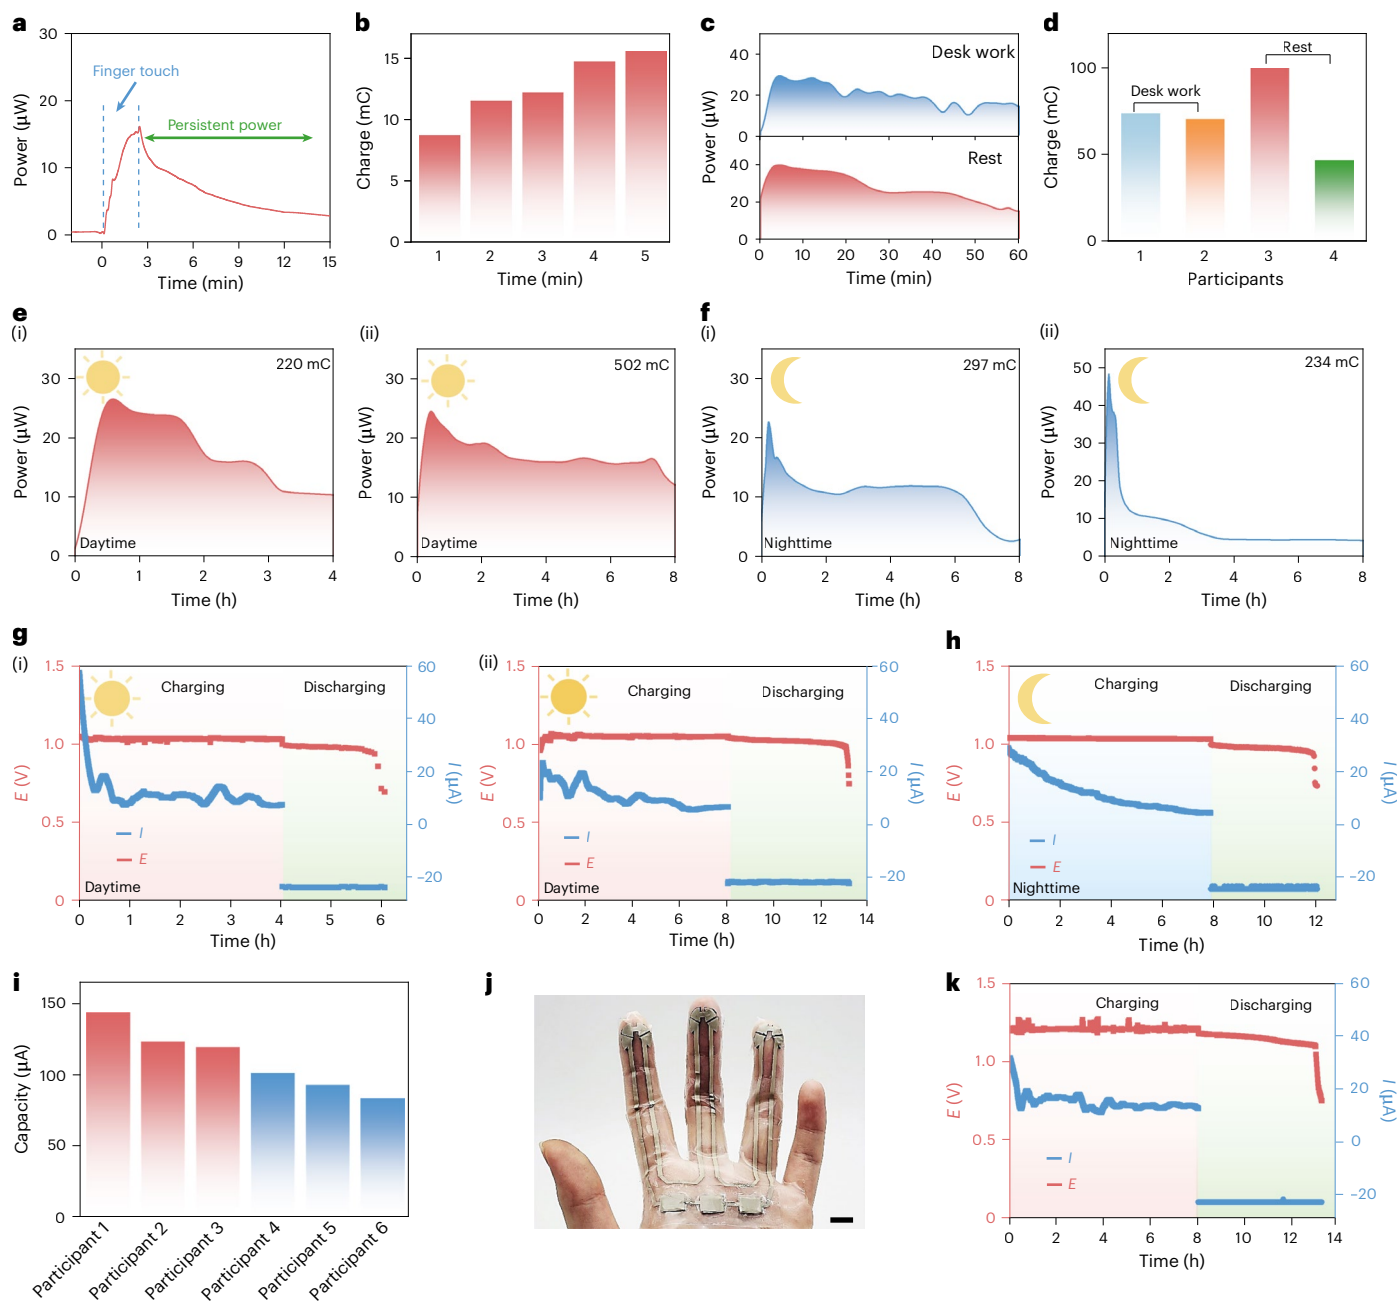 a
30
20
10
0
Power (µW)
Finger touch
Persistent power
0 3 6 9 12 15
Time (min)
b
15
10
5
0
Charge (mC)
1 2 3 4 5
Time (min)
c
40
20
0
Desk work
Power (µW)
40
20
0
Rest
0 10 20 30 40 50 60
Time (min)
d
100
50
0
Charge (mC)
Desk work
Rest
1 2 3 4
Participants
e
(i)
30
20
10
0
Power (µW)
220 mC
Daytime
0 1 2 3 4
Time (h)
(ii)
30
20
10
0
Power (µW)
502 mC
Daytime
0 2 4 6 8
Time (h)
f
(i)
30
20
10
0
Power (µW)
297 mC
Nighttime
0 2 4 6 8
Time (h)
(ii)
50
40
30
20
10
0
Power (µW)
234 mC
Nighttime
0 2 4 6 8
Time (h)
g
(i)
1.5
1.0
0.5
0
E (V)
Charging
Discharging
I
E
Daytime
60
40
20
0
−20
I (µA)
0 1 2 3 4 5 6
Time (h)
(ii)
1.5
1.0
0.5
0
E (V)
Charging
Discharging
I
E
Daytime
60
40
20
0
−20
I (µA)
0 2 4 6 8 10 12 14
Time (h)
h
1.5
1.0
0.5
0
E (V)
Charging
Discharging
I
E
Nighttime
60
40
20
0
−20
I (µA)
0 2 4 6 8 10 12
Time (h)
i
150
100
50
0
Capacity (µA)
Participant 1
Participant 2
Participant 3
Participant 4
Participant 5
Participant 6
j
k
1.5
1.0
0.5
0
E (V)
Charging
Discharging
I
E
60
40
20
0
−20
I (µA)
0 2 4 6 8 10 12 14
Time (h)